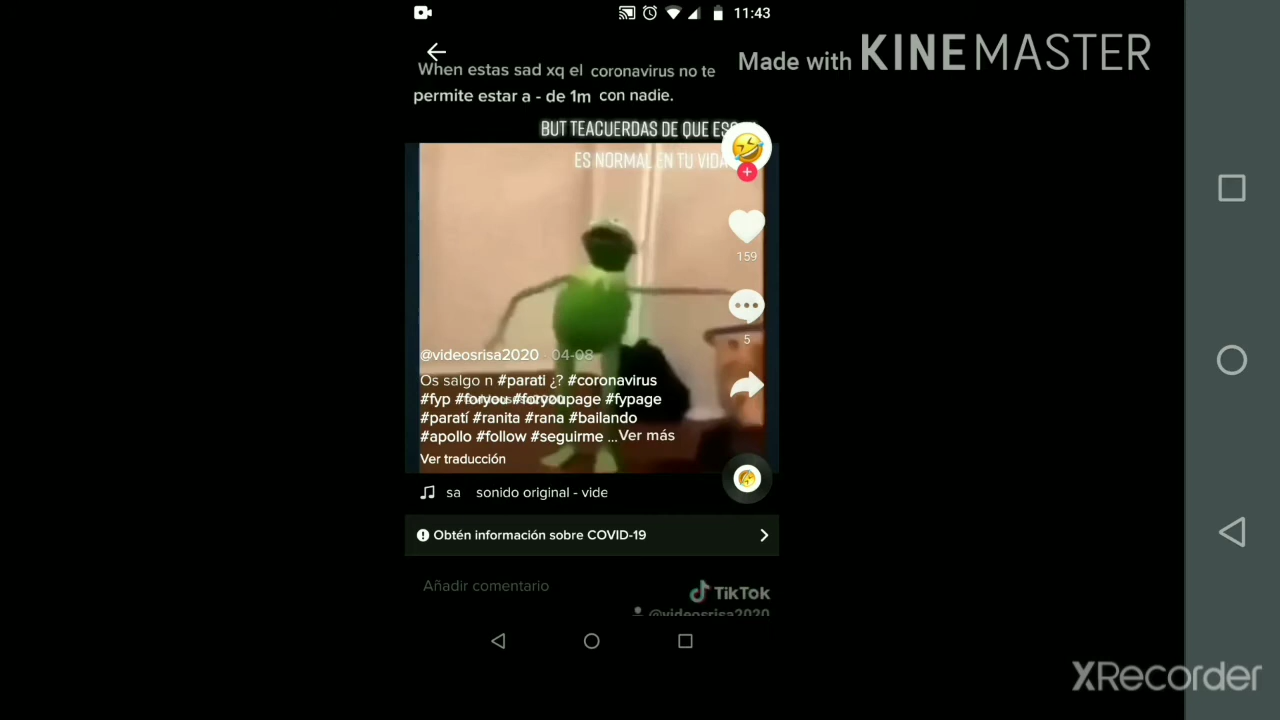 11:43
Made with KINEMASTER
When estas sad xq el coronavirus no te
permite estar a - de 1m con nadie.
BUT TEACUERDAS DE QUE
ES NORMAL EN TU VIDA
159
5
@videosrisa2020 · 04-08
Os salgo n #parati ¿? #coronavirus
#fyp #foryou #foryoupage #fypage
#paratí #ranita #rana #bailando
#apollo #follow #seguirme ... Ver más
Ver traducción
sa sonido original - vide
Obtén información sobre COVID-19
Añadir comentario
TikTok
@videosrisa2020
XRecorder